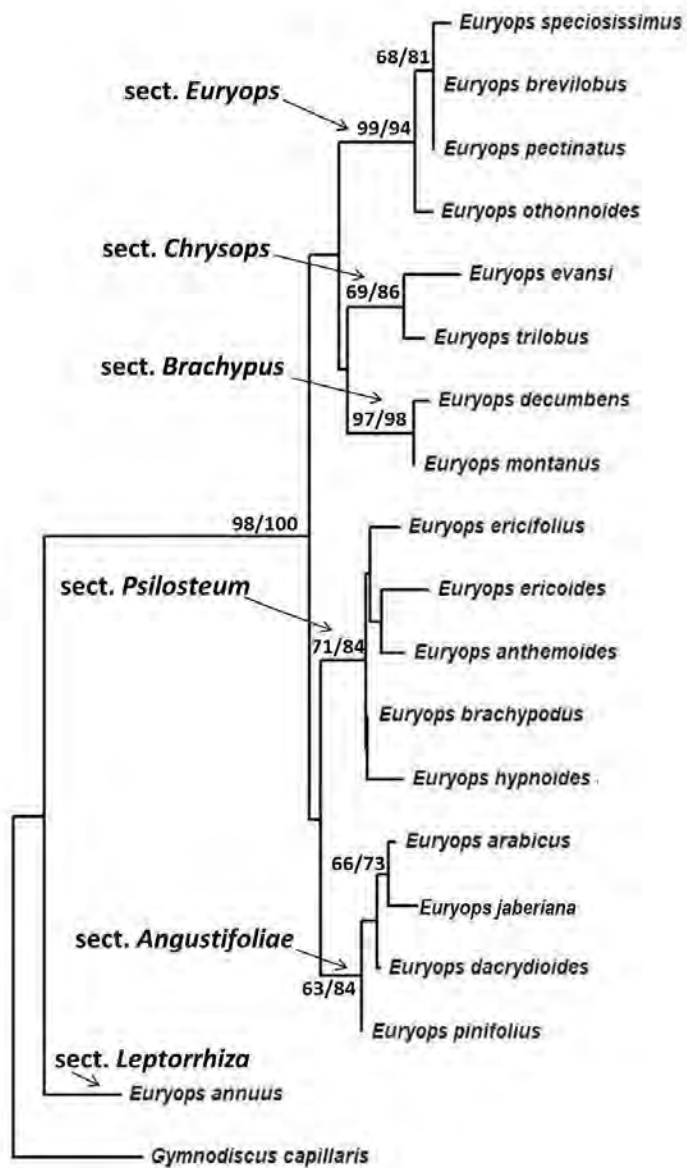 Euryops speciosissimus
68/81
sect. Euryops
Euryops brevilobus
99/94
Euryops pectinatus
Euryops othonnoides
sect. Chrysops
Euryops evansi
69/86
Euryops trilobus
sect. Brachypus
Euryops decumbens
97/98
Euryops montanus
98/100
Euryops ericifolius
sect. Psilosteum
Euryops ericoides
71/84
Euryops anthemoides
Euryops brachypodus
Euryops hypnoides
Euryops arabicus
66/73
Euryops jaberiana
sect. Angustifoliae
Euryops dacrydioides
63/84
Euryops pinifolius
sect. Leptorrhiza
Euryops annuus
Gymnodiscus capillaris